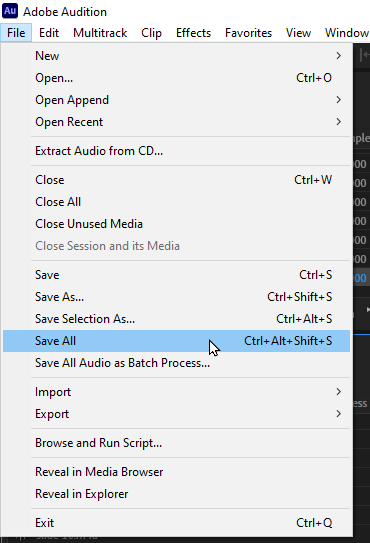 Au Adobe Audition
File Edit Multitrack Clip Effects Favorites View Window
New
Open... Ctrl+O
Open Append
Open Recent
Extract Audio from CD...
Close Ctrl+W
Close All
Close Unused Media
Close Session and its Media
Save Ctrl+S
Save As... Ctrl+Shift+S
Save Selection As... Ctrl+Alt+S
Save All Ctrl+Alt+Shift+S
Save All Audio as Batch Process...
Import
Export
Browse and Run Script...
Reveal in Media Browser
Reveal in Explorer
Exit Ctrl+Q